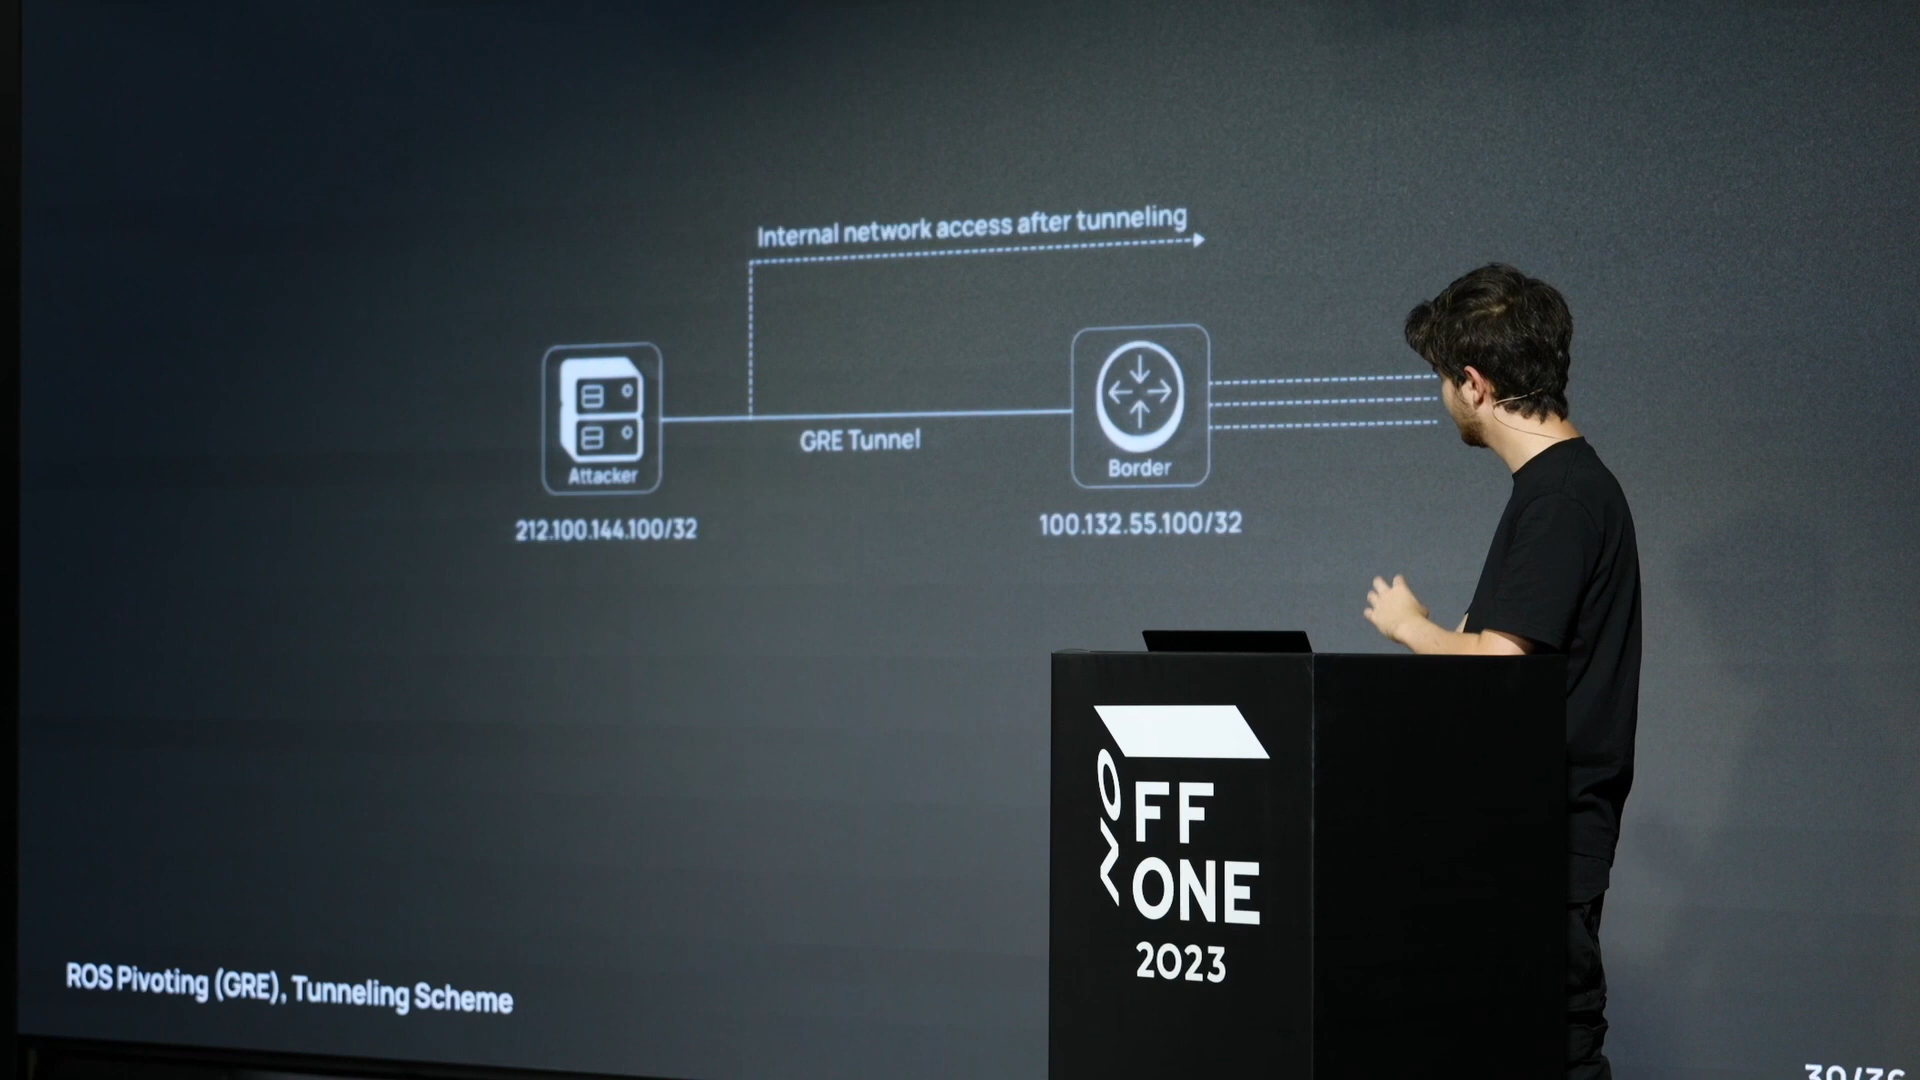 Internal network access after tunneling
GRE Tunnel
Attacker
Border
212.100.144.100/32
100.132.55.100/32
ROS Pivoting (GRE), Tunneling Scheme
OFF
ZONE
2023